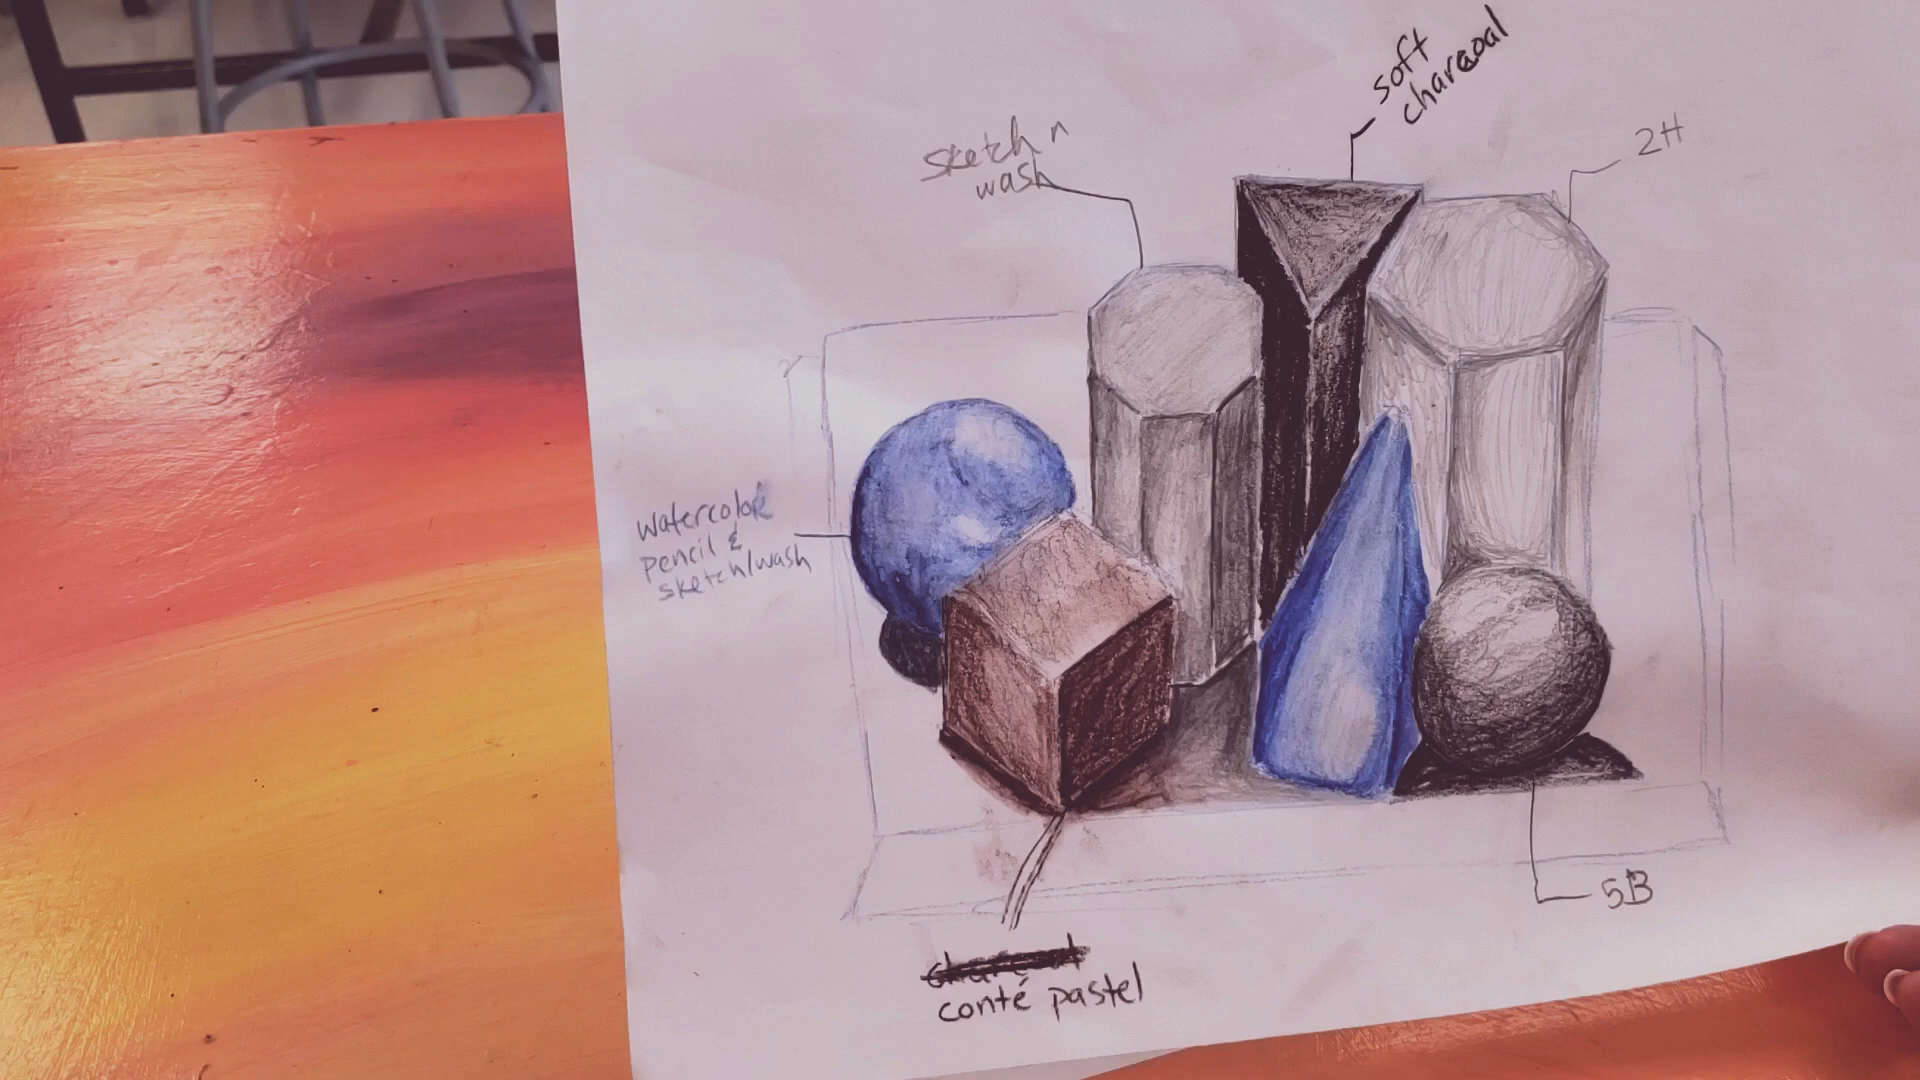 soft
charcoal
2H
Sketch n
wash
watercolor
pencil &
sketch/wash
5B
conté pastel